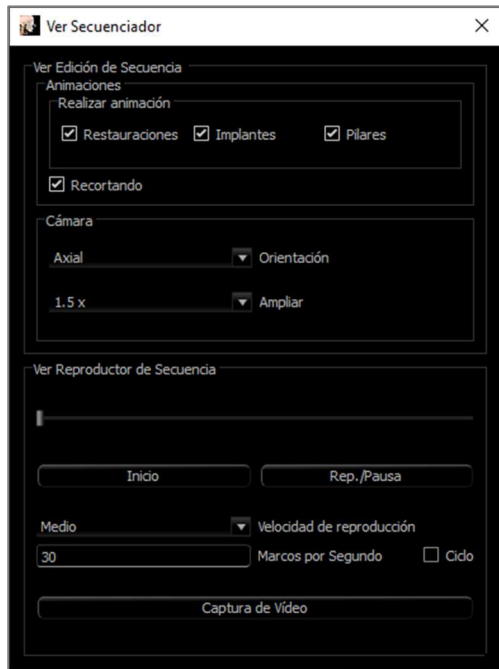 Ver Secuenciador
Ver Edición de Secuencia
Animaciones
Realizar animación
Restauraciones Implantes Pilares
Recortando
Cámara
Axial Orientación
1.5 x Ampliar
Ver Reproductor de Secuencia
Inicio Rep./Pausa
Medio Velocidad de reproducción
30 Marcos por Segundo Ciclo
Captura de Vídeo